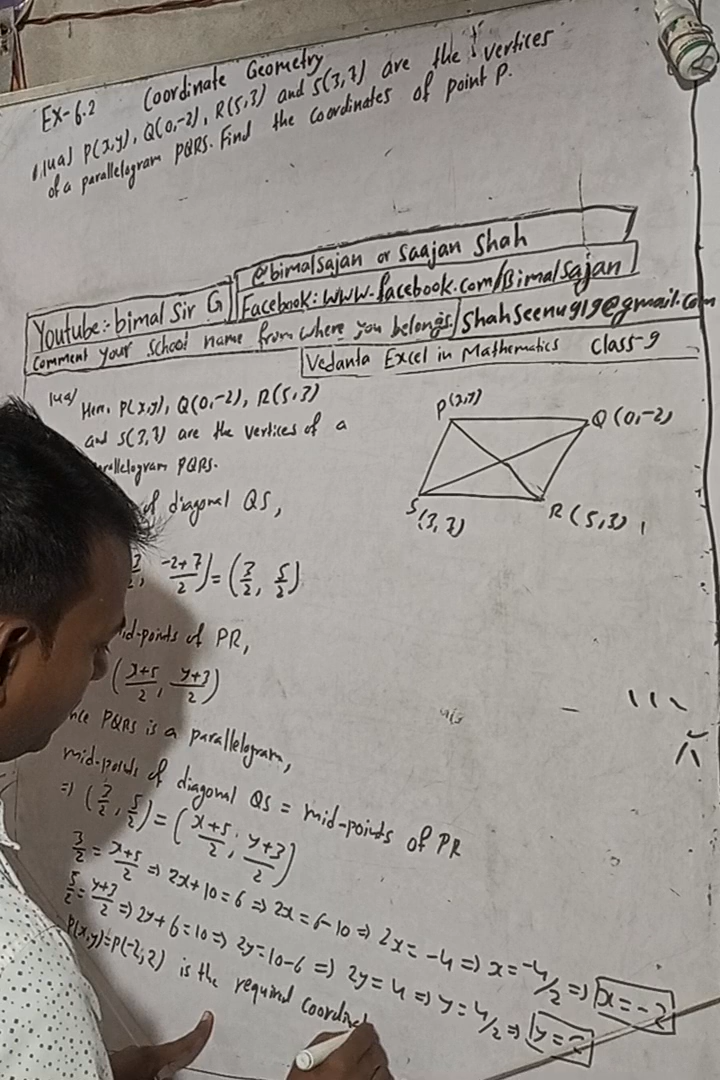 EX-6.2 Coordinate Geometry
1.14a) P(x,y), Q(0,-2), R(5,3) and S(3,7) are the vertices
of a parallelogram PQRS. Find the coordinates of point P.
@bimalsajan or Saajan Shah
Youtube:- bimal Sir G
Facebook: WWW.facebook.com/Bimalsajan
Comment your School name from where you belongs.
Shahseenu919@gmail.com
Vedanta Excel in Mathematics Class-9
14a) Here, P(x,y), Q(0,-2), R(5,3)
and S(3,7) are the vertices of a
rallelogram PQRS.
of diagonal QS,
, -2+7/2) = (3/2, 5/2)
id-points of PR,
(x+5/2, y+3/2)
nce PQRS is a parallelogram,
mid-points of diagonal QS = mid-points of PR
⇒ (3/2, 5/2) = (x+5/2, y+3/2)
3/2 = x+5/2 ⇒ 2x+10=6 ⇒ 2x=6-10 ⇒ 2x=-4 ⇒ x=-4/2 ⇒ x=-2
5/2 = y+3/2 ⇒ 2y+6=10 ⇒ 2y=10-6 ⇒ 2y=4 ⇒ y=4/2 ⇒ y=2
P(x,y)=P(-2,2) is the required Coordinat
P(x,y)
Q(0,-2)
S(3,7)
R(5,3)